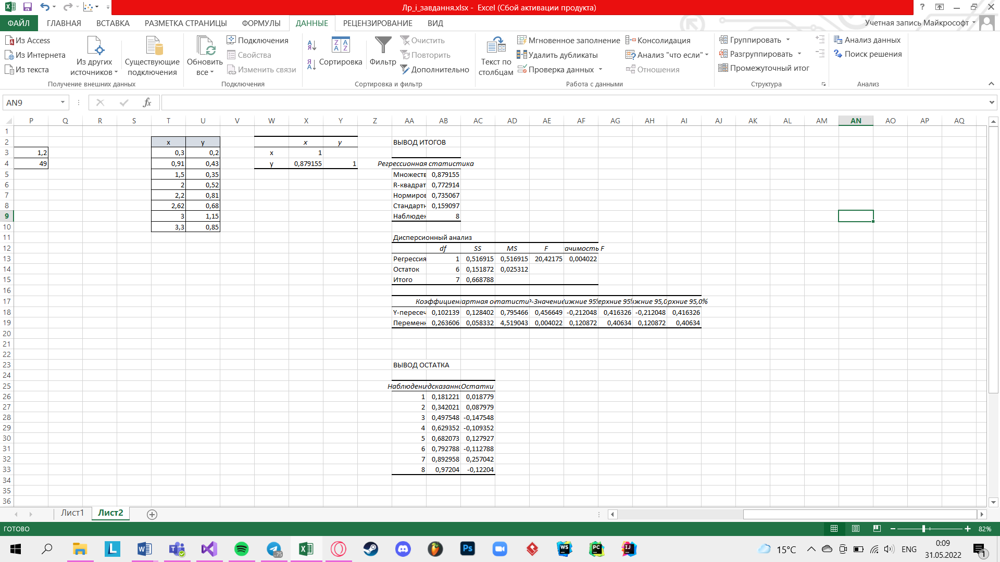 Лр_і_завдання.xlsx - Excel (Сбой активации продукта)
ФАЙЛ ГЛАВНАЯ ВСТАВКА РАЗМЕТКА СТРАНИЦЫ ФОРМУЛЫ ДАННЫЕ РЕЦЕНЗИРОВАНИЕ ВИД Учетная запись Майкрософт
Из Access
Из Интернета
Из текста
Из других
источников
Существующие
подключения
Получение внешних данных
Обновить
все
Подключения
Свойства
Изменить связи
Подключения
Сортировка
Фильтр
Очистить
Повторить
Дополнительно
Сортировка и фильтр
Текст по
столбцам
Мгновенное заполнение
Удалить дубликаты
Проверка данных
Консолидация
Анализ "что если"
Отношения
Работа с данными
Группировать
Разгруппировать
Промежуточный итог
Структура
Анализ данных
Поиск решения
Анализ
AN9
P Q R S T U V W X Y Z AA AB AC AD AE AF AG AH AI AJ AK AL AM AN AO AP AQ
1
2 x y x y ВЫВОД ИТОГОВ
3 1,2 0,3 0,2 x 1
4 49 0,91 0,43 y 0,879155 1 Регрессионная статистика
5 1,5 0,35 Множеств 0,879155
6 2 0,52 R-квадрат 0,772914
7 2,2 0,81 Нормиров 0,735067
8 2,62 0,68 Стандартн 0,159097
9 3 1,15 Наблюден 8
10 3,3 0,85
11 Дисперсионный анализ
12 df SS MS F ачимость F
13 Регрессия 1 0,516915 0,516915 20,42175 0,004022
14 Остаток 6 0,151872 0,025312
15 Итого 7 0,668788
16
17 Коэффициен артная о татисти Р-Значение ижние 95% ерхние 95% ижние 95,0 рхние 95,0%
18 Y-пересеч 0,102139 0,128402 0,795466 0,456649 -0,212048 0,416326 -0,212048 0,416326
19 Переменн 0,263606 0,058332 4,519043 0,004022 0,120872 0,40634 0,120872 0,40634
20
21
22
23 ВЫВОД ОСТАТКА
24
25 Наблюдени дсказанно Остатки
26 1 0,181221 0,018779
27 2 0,342021 0,087979
28 3 0,497548 -0,147548
29 4 0,629352 -0,109352
30 5 0,682073 0,127927
31 6 0,792788 -0,112788
32 7 0,892958 0,257042
33 8 0,97204 -0,12204
34
35
36
Лист1 Лист2
ГОТОВО 82%
15°C ENG 0:09
31.05.2022